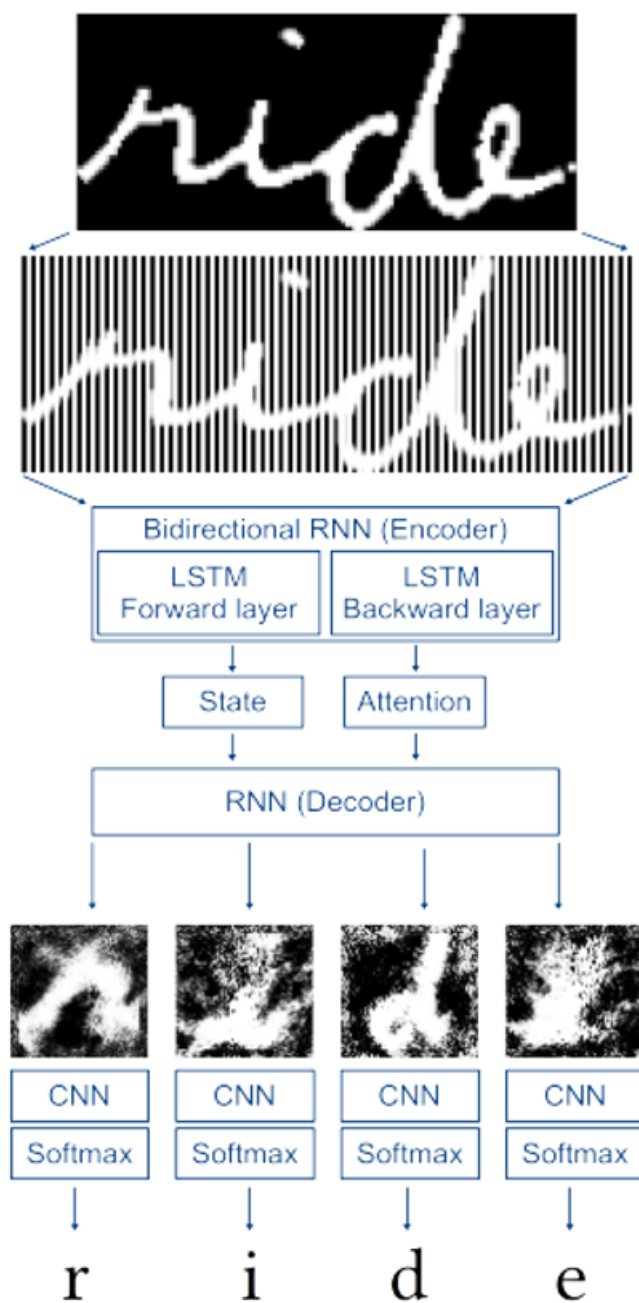 ride
ride
Bidirectional RNN (Encoder)
LSTM LSTM
Forward layer Backward layer
State Attention
RNN (Decoder)
CNN CNN CNN CNN
Softmax Softmax Softmax Softmax
r i d e